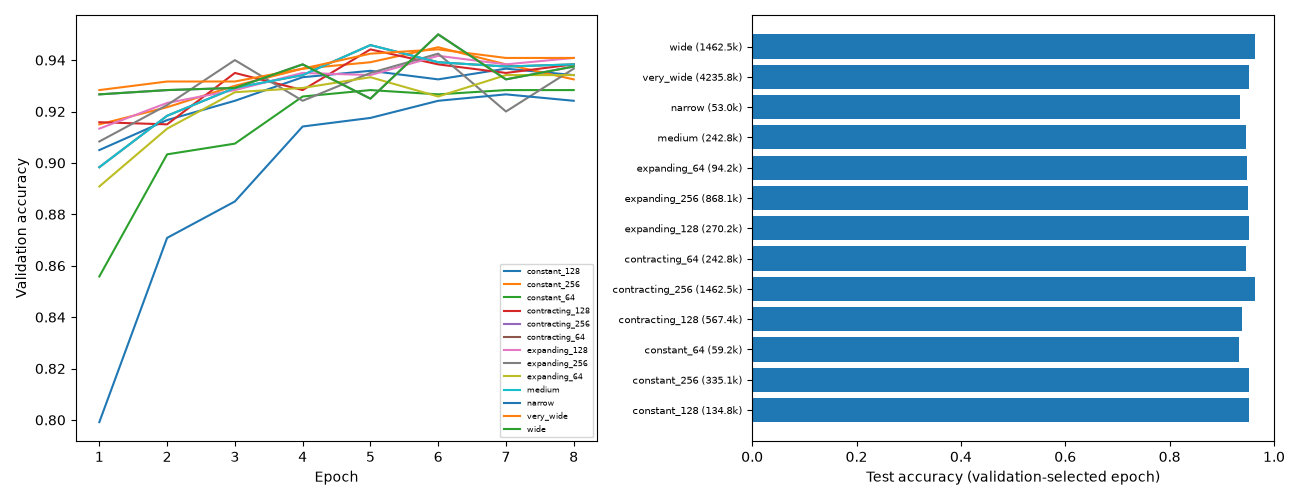 Validation accuracy
0.94
0.92
0.90
0.88
0.86
0.84
0.82
0.80
1 2 3 4 5 6 7 8
Epoch
constant_128
constant_256
constant_64
contracting_128
contracting_256
contracting_64
expanding_128
expanding_256
expanding_64
medium
narrow
very_wide
wide
wide (1462.5k)
very_wide (4235.8k)
narrow (53.0k)
medium (242.8k)
expanding_64 (94.2k)
expanding_256 (868.1k)
expanding_128 (270.2k)
contracting_64 (242.8k)
contracting_256 (1462.5k)
contracting_128 (567.4k)
constant_64 (59.2k)
constant_256 (335.1k)
constant_128 (134.8k)
0.0 0.2 0.4 0.6 0.8 1.0
Test accuracy (validation-selected epoch)